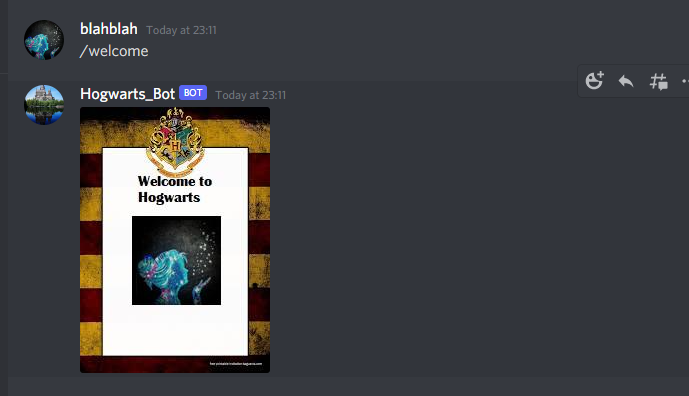 blahblah Today at 23:11
/welcome
Hogwarts_Bot BOT Today at 23:11
Welcome to
Hogwarts